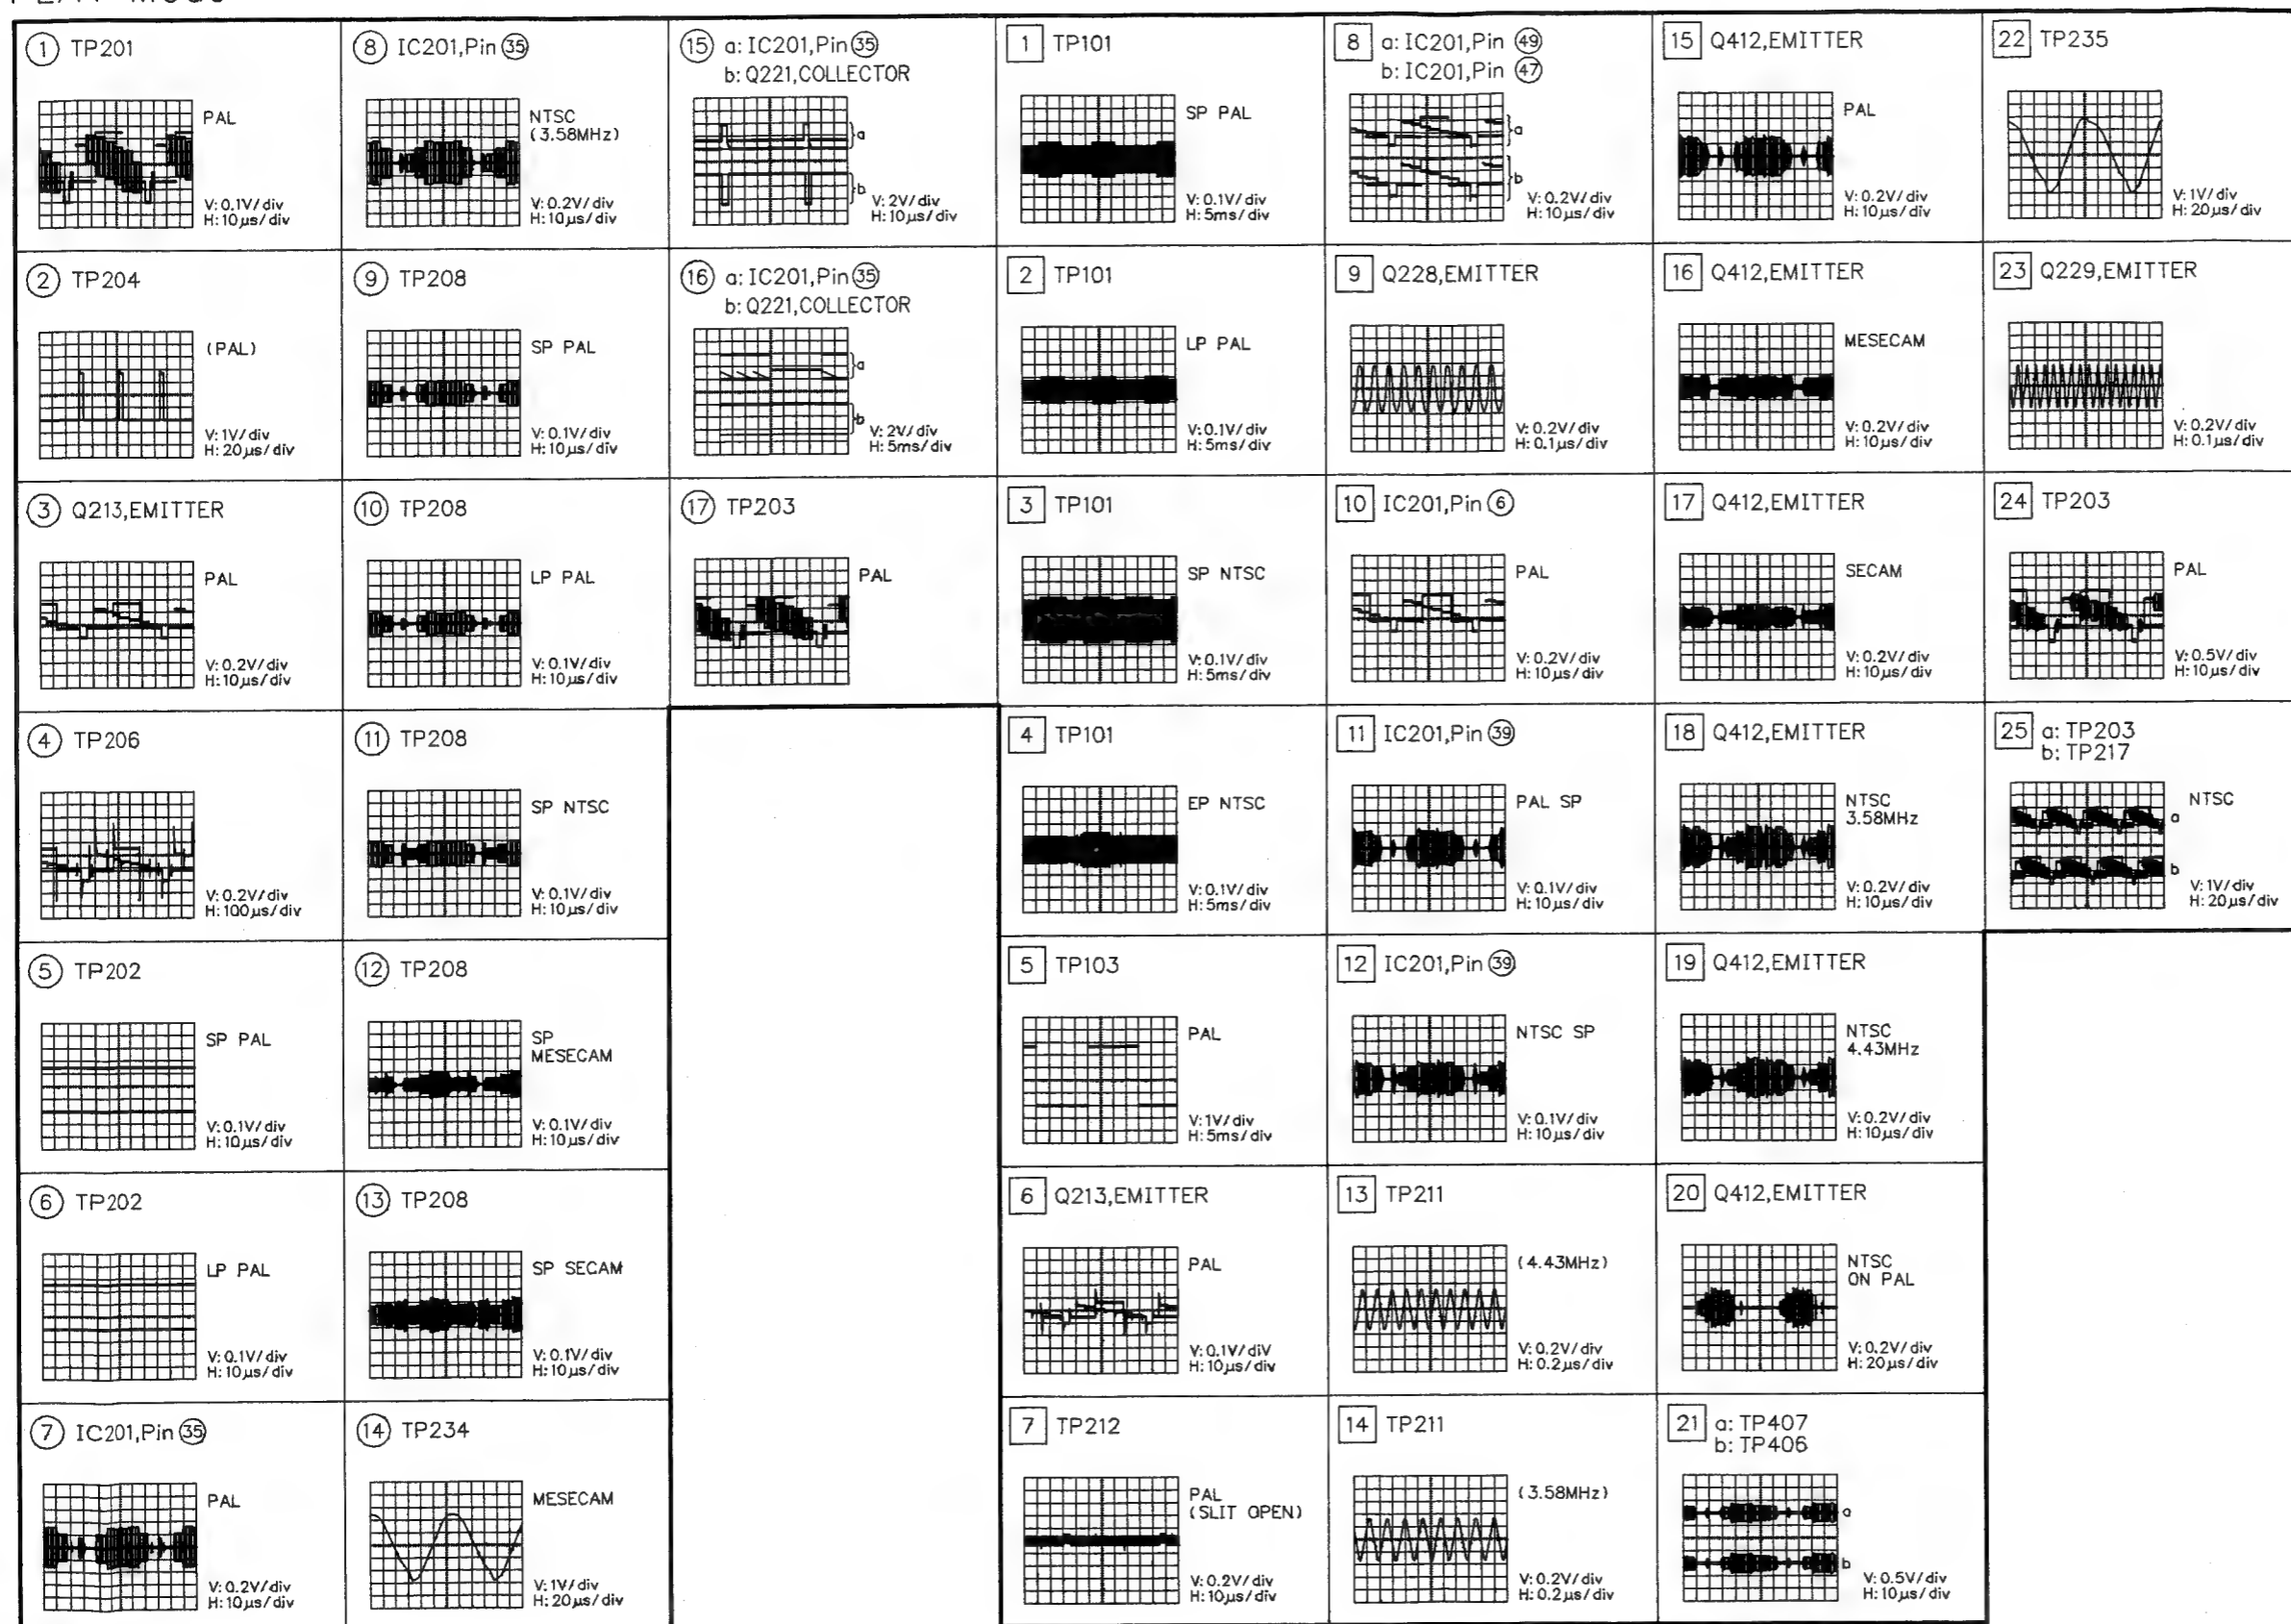 ① TP201
PAL
V: 0.1V/div
H: 10µs/div
② TP204
(PAL)
V: 1V/div
H: 20µs/div
③ Q213,EMITTER
PAL
V: 0.2V/div
H: 10µs/div
④ TP206
V: 0.2V/div
H: 100µs/div
⑤ TP202
SP PAL
V: 0.1V/div
H: 10µs/div
⑥ TP202
LP PAL
V: 0.1V/div
H: 10µs/div
⑦ IC201,Pin ㉟
PAL
V: 0.2V/div
H: 10µs/div
⑧ IC201,Pin ㉟
NTSC
(3.58MHz)
V: 0.2V/div
H: 10µs/div
⑨ TP208
SP PAL
V: 0.1V/div
H: 10µs/div
⑩ TP208
LP PAL
V: 0.1V/div
H: 10µs/div
⑪ TP208
SP NTSC
V: 0.1V/div
H: 10µs/div
⑫ TP208
SP
MESECAM
V: 0.1V/div
H: 10µs/div
⑬ TP208
SP SECAM
V: 0.1V/div
H: 10µs/div
⑭ TP234
MESECAM
V: 1V/div
H: 20µs/div
⑮ a: IC201,Pin ㉟
b: Q221,COLLECTOR
a
b
V: 2V/div
H: 10µs/div
⑯ a: IC201,Pin ㉟
b: Q221,COLLECTOR
a
b
V: 2V/div
H: 5ms/div
⑰ TP203
PAL
1 TP101
SP PAL
V: 0.1V/div
H: 5ms/div
2 TP101
LP PAL
V: 0.1V/div
H: 5ms/div
3 TP101
SP NTSC
V: 0.1V/div
H: 5ms/div
4 TP101
EP NTSC
V: 0.1V/div
H: 5ms/div
5 TP103
PAL
V: 1V/div
H: 5ms/div
6 Q213,EMITTER
PAL
V: 0.1V/diV
H: 10µs/div
7 TP212
PAL
(SLIT OPEN)
V: 0.2V/div
H: 10µs/div
8 a: IC201,Pin ㊾
b: IC201,Pin ㊼
a
b
V: 0.2V/div
H: 10µs/div
9 Q228,EMITTER
V: 0.2V/div
H: 0.1µs/div
10 IC201,Pin ⑥
PAL
V: 0.2V/div
H: 10µs/div
11 IC201,Pin ㊴
PAL SP
V: 0.1V/div
H: 10µs/div
12 IC201,Pin ㊴
NTSC SP
V: 0.1V/div
H: 10µs/div
13 TP211
(4.43MHz)
V: 0.2V/div
H: 0.2µs/div
14 TP211
(3.58MHz)
V: 0.2V/div
H: 0.2µs/div
15 Q412,EMITTER
PAL
V: 0.2V/div
H: 10µs/div
16 Q412,EMITTER
MESECAM
V: 0.2V/div
H: 10µs/div
17 Q412,EMITTER
SECAM
V: 0.2V/div
H: 10µs/div
18 Q412,EMITTER
NTSC
3.58MHz
V: 0.2V/div
H: 10µs/div
19 Q412,EMITTER
NTSC
4.43MHz
V: 0.2V/div
H: 10µs/div
20 Q412,EMITTER
NTSC
ON PAL
V: 0.2V/div
H: 20µs/div
21 a: TP407
b: TP406
a
b
V: 0.5V/div
H: 10µs/div
22 TP235
V: 1V/div
H: 20µs/div
23 Q229,EMITTER
V: 0.2V/div
H: 0.1µs/div
24 TP203
PAL
V: 0.5V/div
H: 10µs/div
25 a: TP203
b: TP217
NTSC
a
b
V: 1V/div
H: 20µs/div